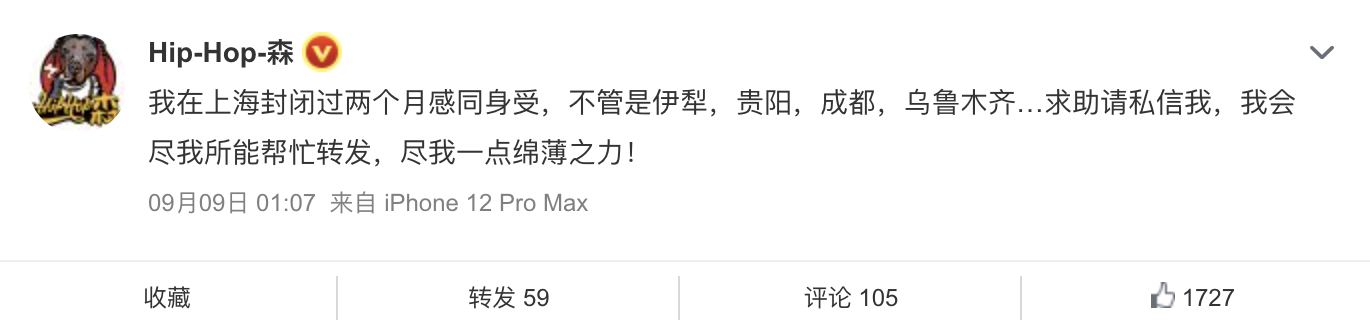 Hip-Hop-森
我在上海封闭过两个月感同身受，不管是伊犁，贵阳，成都，乌鲁木齐…求助请私信我，我会
尽我所能帮忙转发，尽我一点绵薄之力！
09月09日 01:07 来自 iPhone 12 Pro Max
收藏 转发 59 评论 105 1727